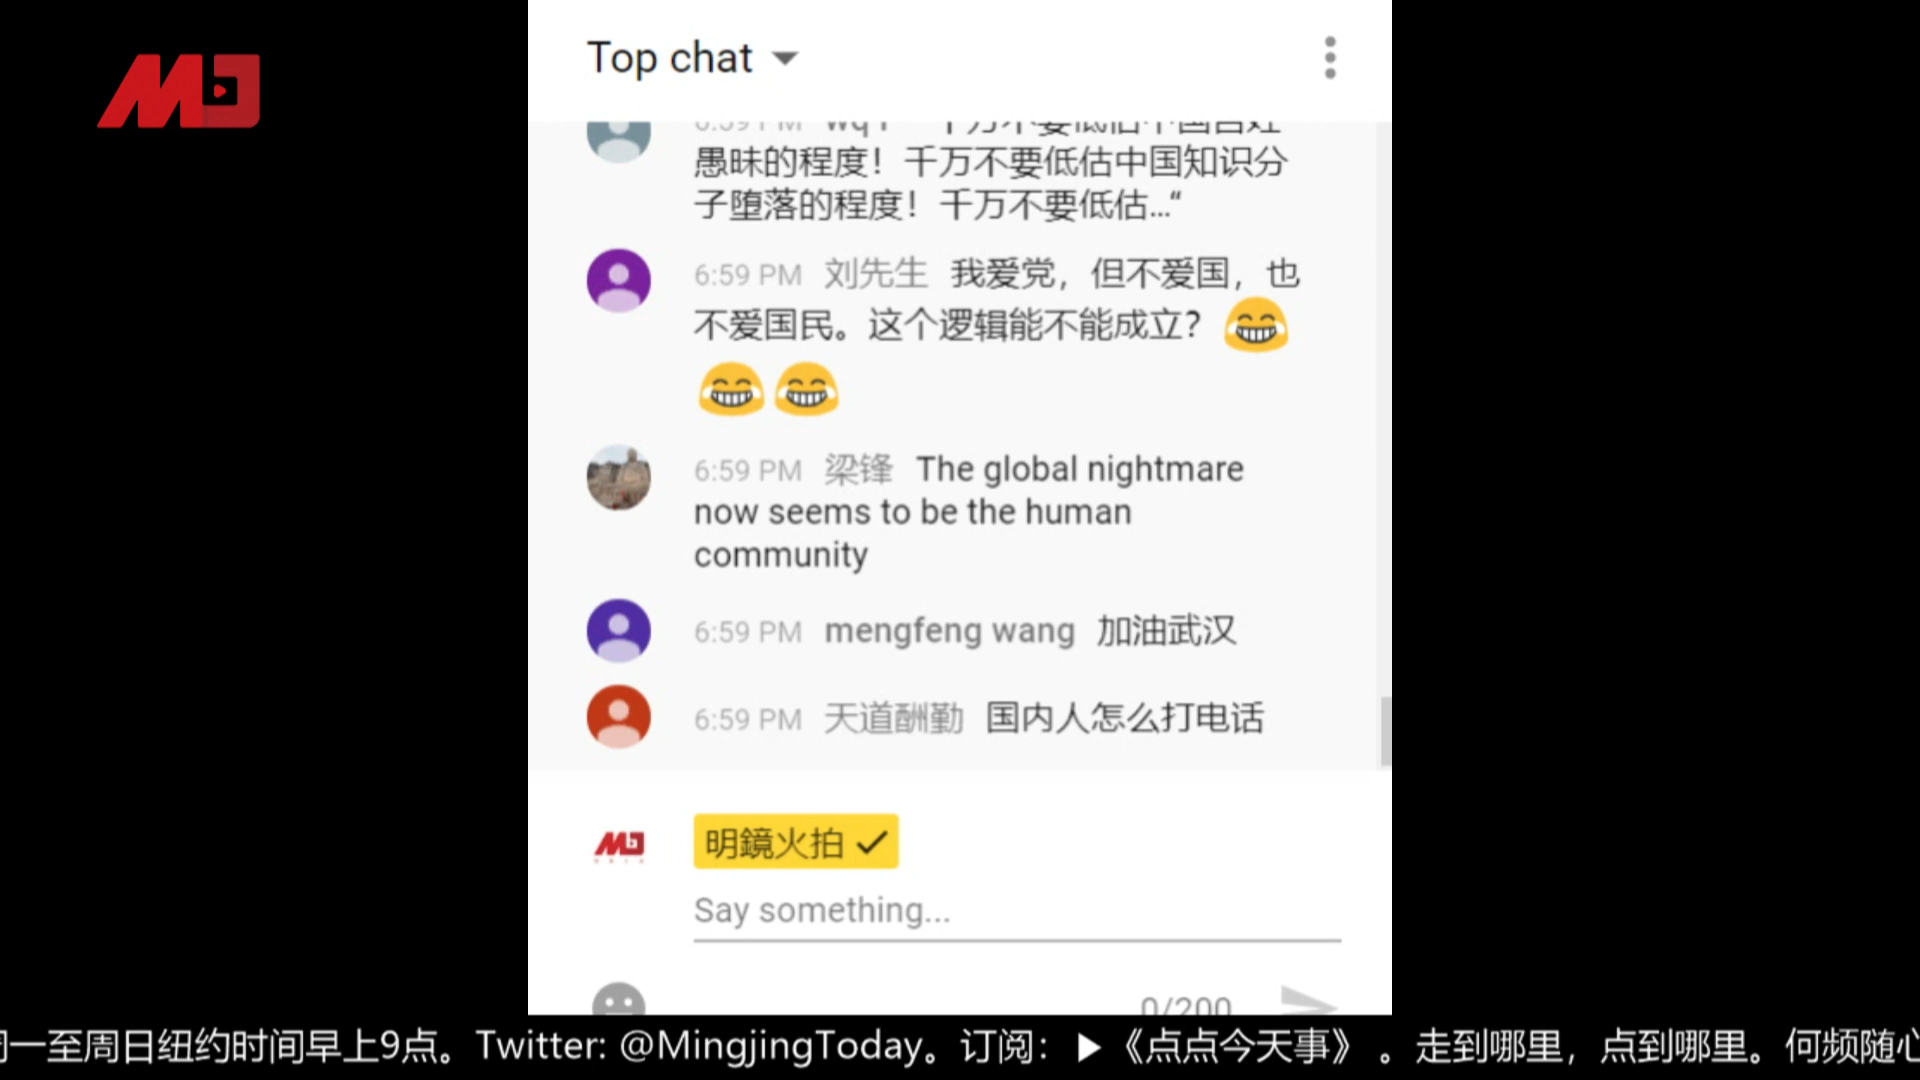 Top chat
愚昧的程度！千万不要低估中国知识分
子堕落的程度！千万不要低估..."
6:59 PM 刘先生 我爱党，但不爱国，也
不爱国民。这个逻辑能不能成立？
6:59 PM 梁锋 The global nightmare
now seems to be the human
community
6:59 PM mengfeng wang 加油武汉
6:59 PM 天道酬勤 国内人怎么打电话
明鏡火拍
Say something...
0/200
一至周日纽约时间早上9点。Twitter: @MingjingToday。订阅：▶《点点今天事》 。走到哪里，点到哪里。何频随心